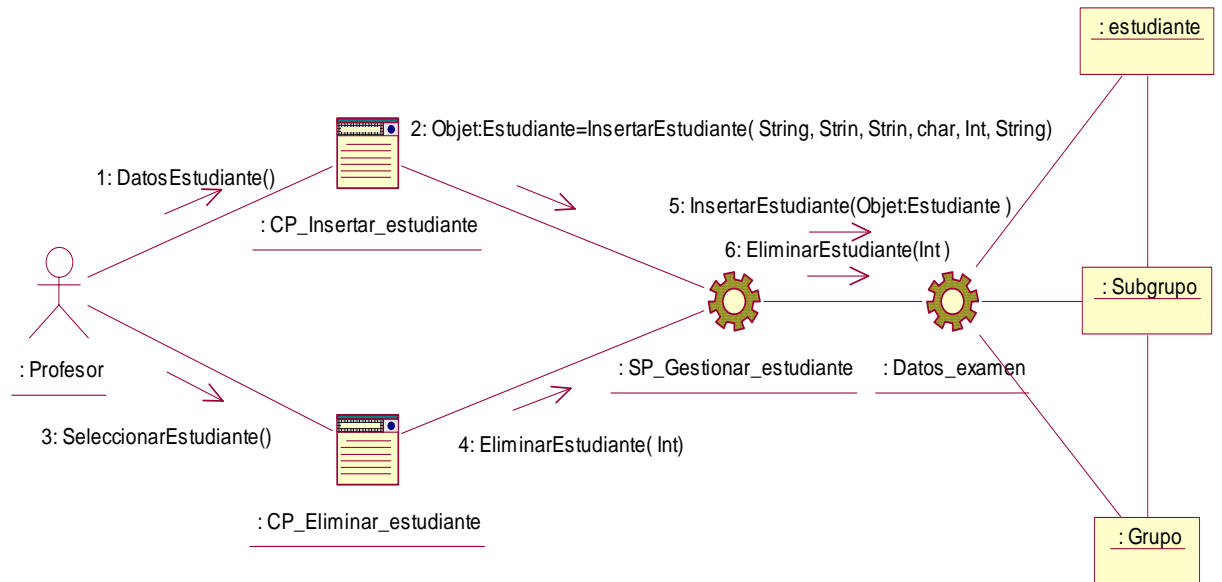 : estudiante
2: Objet:Estudiante=InsertarEstudiante( String, Strin, Strin, char, Int, String)
1: DatosEstudiante()
: CP_Insertar_estudiante
5: InsertarEstudiante(Objet:Estudiante )
6: EliminarEstudiante(Int )
: Subgrupo
: Profesor
: SP_Gestionar_estudiante
: Datos_examen
3: SeleccionarEstudiante()
4: EliminarEstudiante( Int)
: CP_Eliminar_estudiante
: Grupo